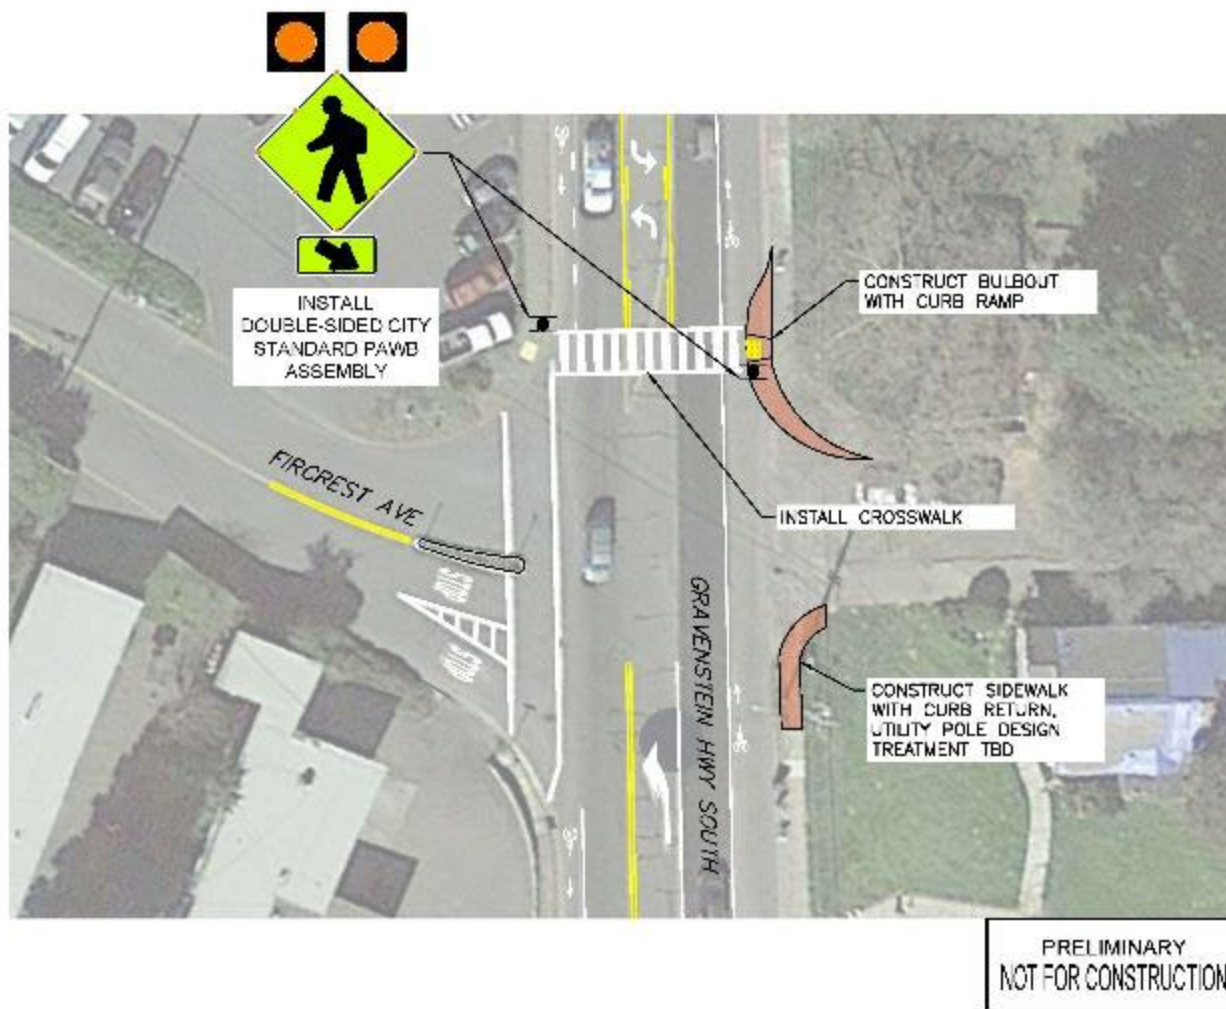 INSTALL
DOUBLE-SIDED CITY
STANDARD PAWB
ASSEMBLY
CONSTRUCT BULBOUT
WITH CURB RAMP
FIRCREST AVE
INSTALL CROSSWALK
GRAVENSTEIN HWY SOUTH
CONSTRUCT SIDEWALK
WITH CURB RETURN,
UTILITY POLE DESIGN
TREATMENT TBD
PRELIMINARY
NOT FOR CONSTRUCTION